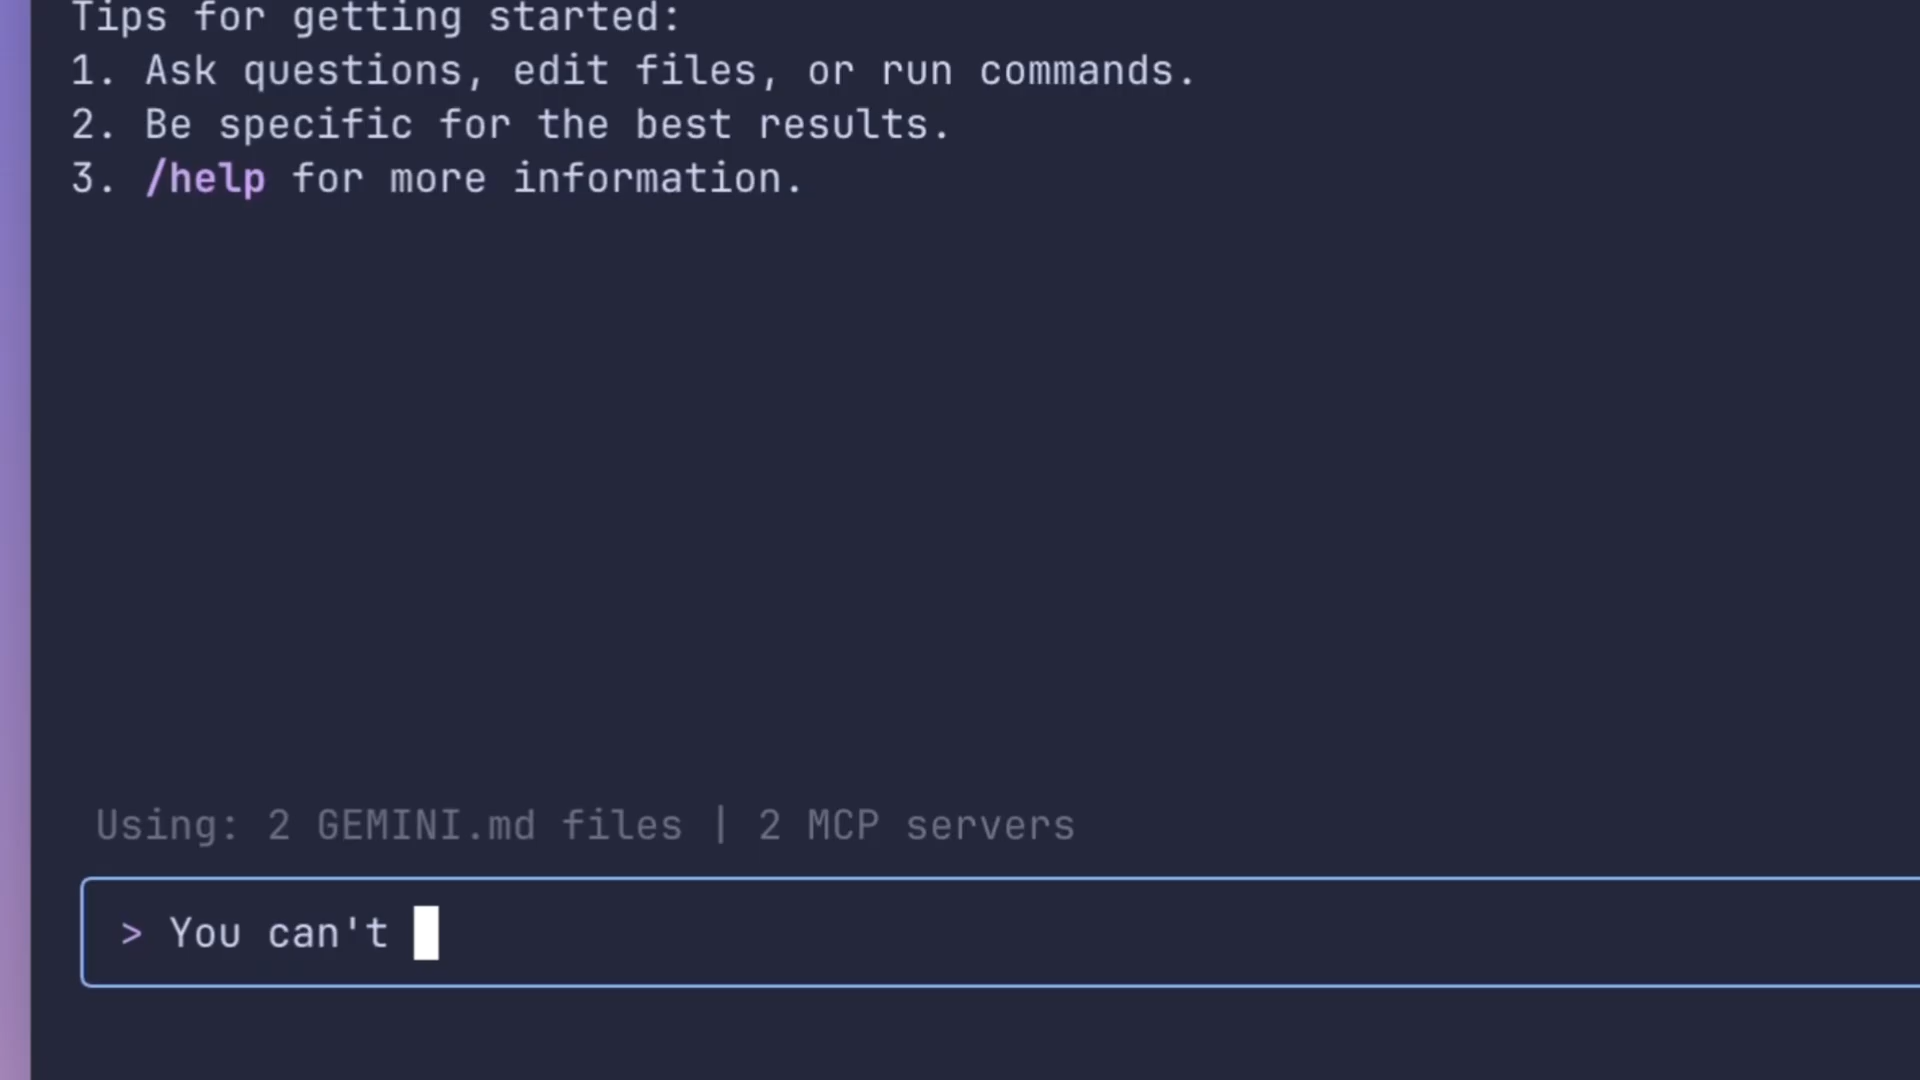 Tips for getting started:
1. Ask questions, edit files, or run commands.
2. Be specific for the best results.
3. /help for more information.
Using: 2 GEMINI.md files | 2 MCP servers
> You can't